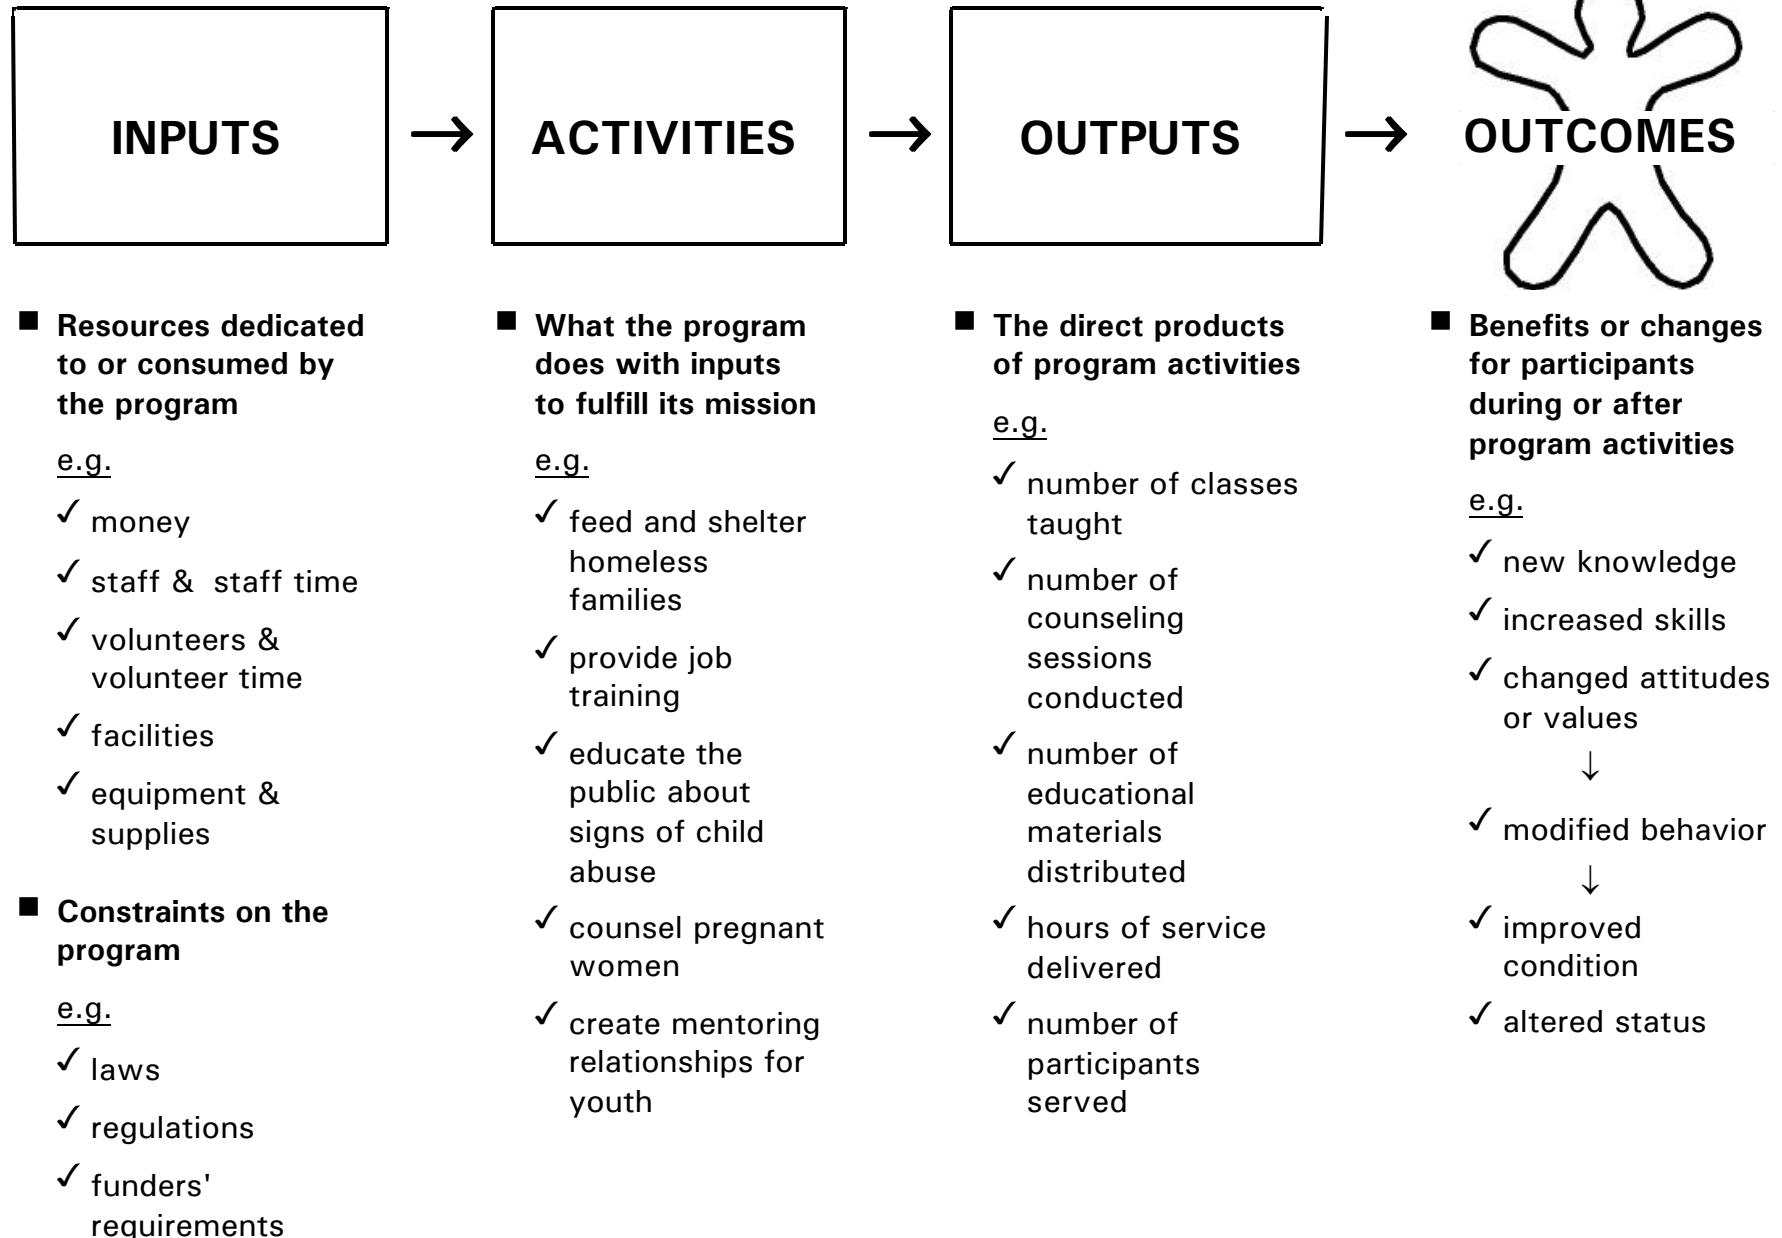 INPUTS
→
ACTIVITIES
→
OUTPUTS
→
OUTCOMES
■ Resources dedicated
to or consumed by
the program
e.g.
✓ money
✓ staff & staff time
✓ volunteers &
volunteer time
✓ facilities
✓ equipment &
supplies
■ Constraints on the
program
e.g.
✓ laws
✓ regulations
✓ funders'
requirements
■ What the program
does with inputs
to fulfill its mission
e.g.
✓ feed and shelter
homeless
families
✓ provide job
training
✓ educate the
public about
signs of child
abuse
✓ counsel pregnant
women
✓ create mentoring
relationships for
youth
■ The direct products
of program activities
e.g.
✓ number of classes
taught
✓ number of
counseling
sessions
conducted
✓ number of
educational
materials
distributed
✓ hours of service
delivered
✓ number of
participants
served
■ Benefits or changes
for participants
during or after
program activities
e.g.
✓ new knowledge
✓ increased skills
✓ changed attitudes
or values
↓
✓ modified behavior
↓
✓ improved
condition
✓ altered status